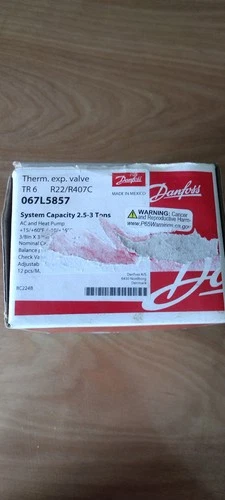 Therm. exp. valve
TR 6 R22/R407C
067L5857
Danfoss
MADE IN MEXICO
Danfoss
System Capacity 2.5-3 Tons
AC and Heat Pump
WARNING: Cancer
and Reproductive Harm
www.P65Warnings.ca.gov
Nominal
Balance
Check Va
Adjustab
12 pcs/
Danfoss A/S
6430 Nordborg
Denmark